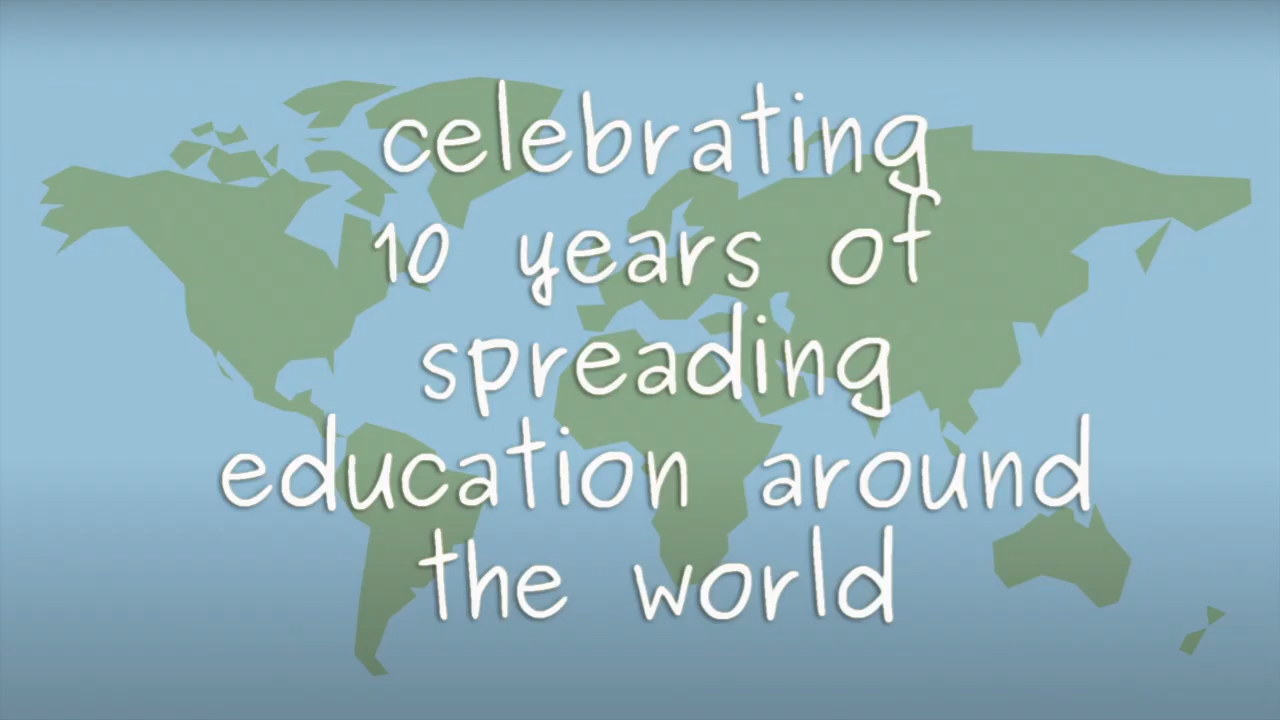 celebrating
10 years of
spreading
education around
the world